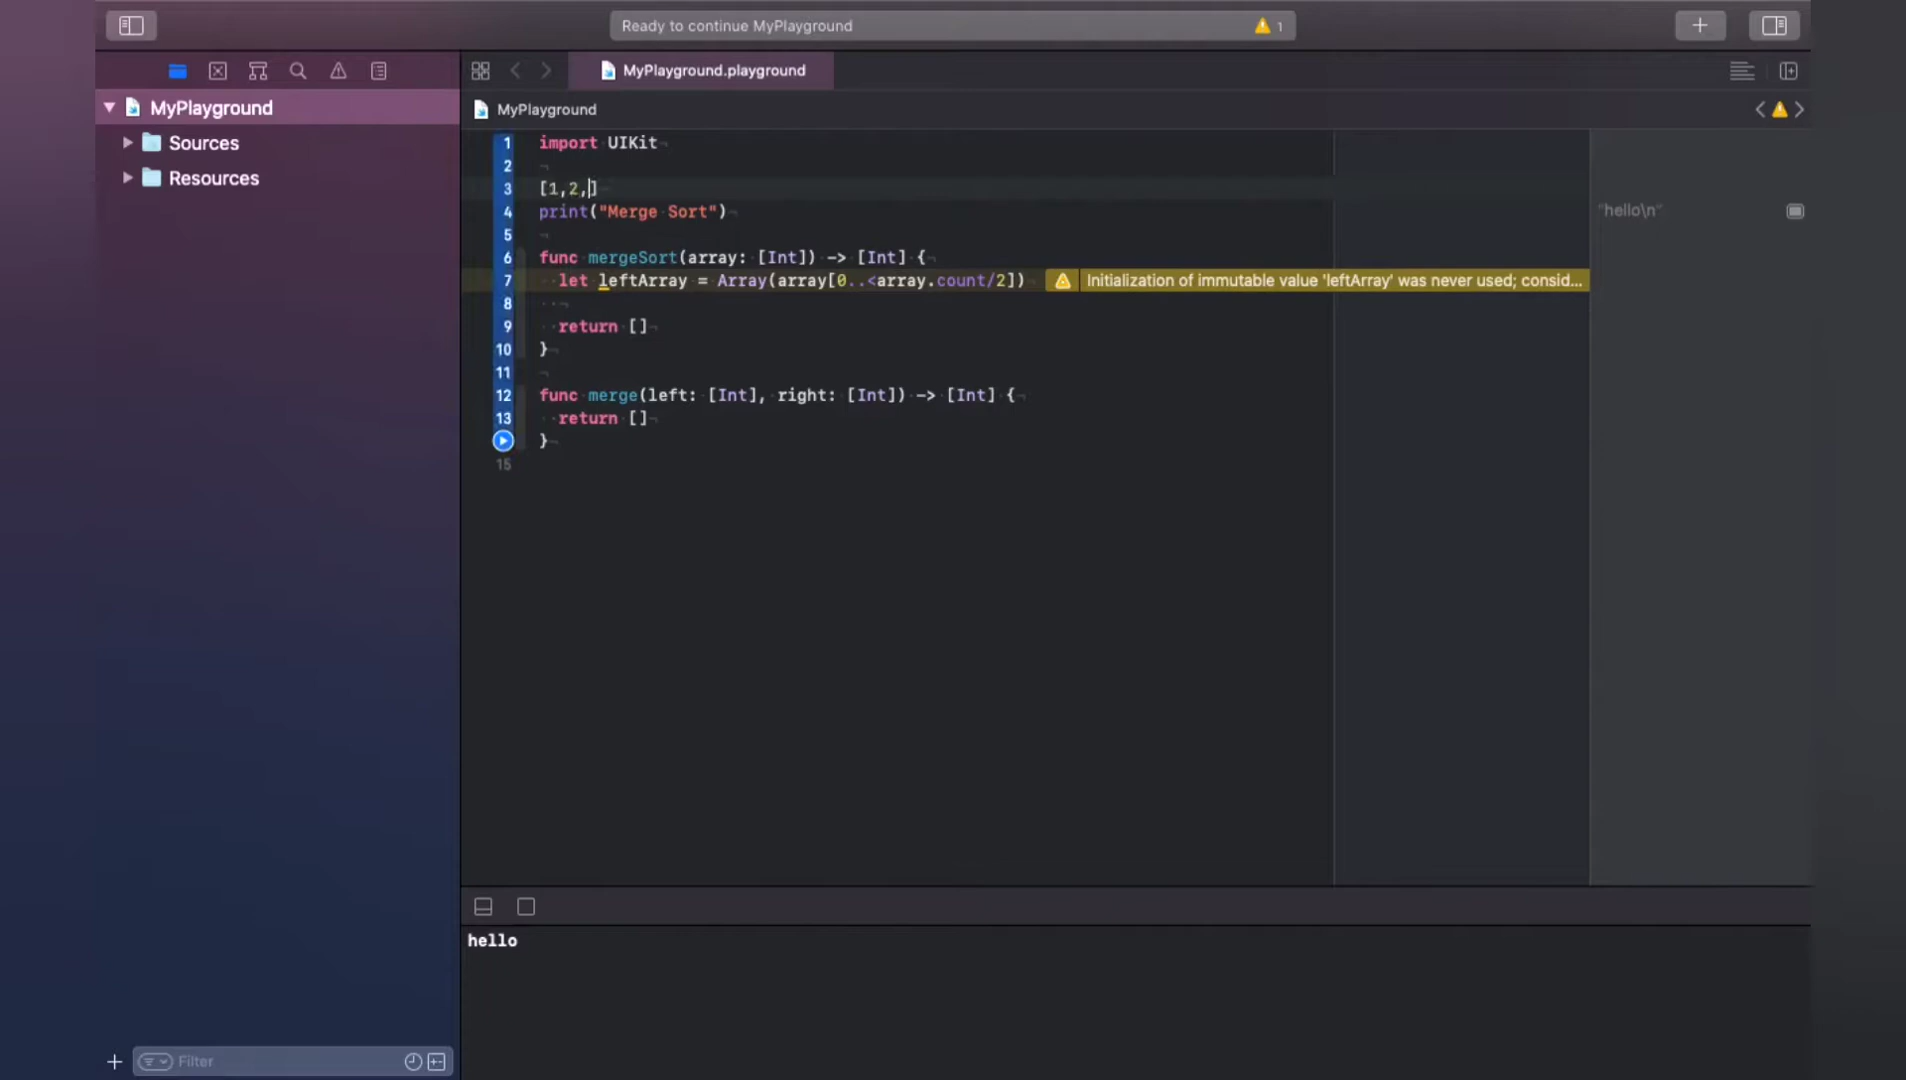 Ready to continue MyPlayground
1
MyPlayground.playground
MyPlayground
Sources
Resources
MyPlayground
1 import UIKit
2
3 [1,2,]
4 print("Merge Sort")
5
6 func mergeSort(array: [Int]) -> [Int] {
7 let leftArray = Array(array[0..<array.count/2]) Initialization of immutable value 'leftArray' was never used; consid...
8
9 return []
10 }
11
12 func merge(left: [Int], right: [Int]) -> [Int] {
13 return []
}
15
"hello\n"
hello
Filter